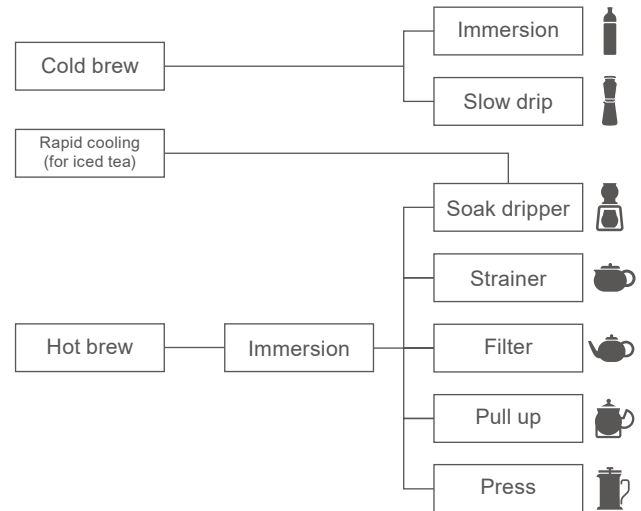 Immersion
Cold brew
Slow drip
Rapid cooling
(for iced tea)
Soak dripper
Strainer
Hot brew
Immersion
Filter
Pull up
Press